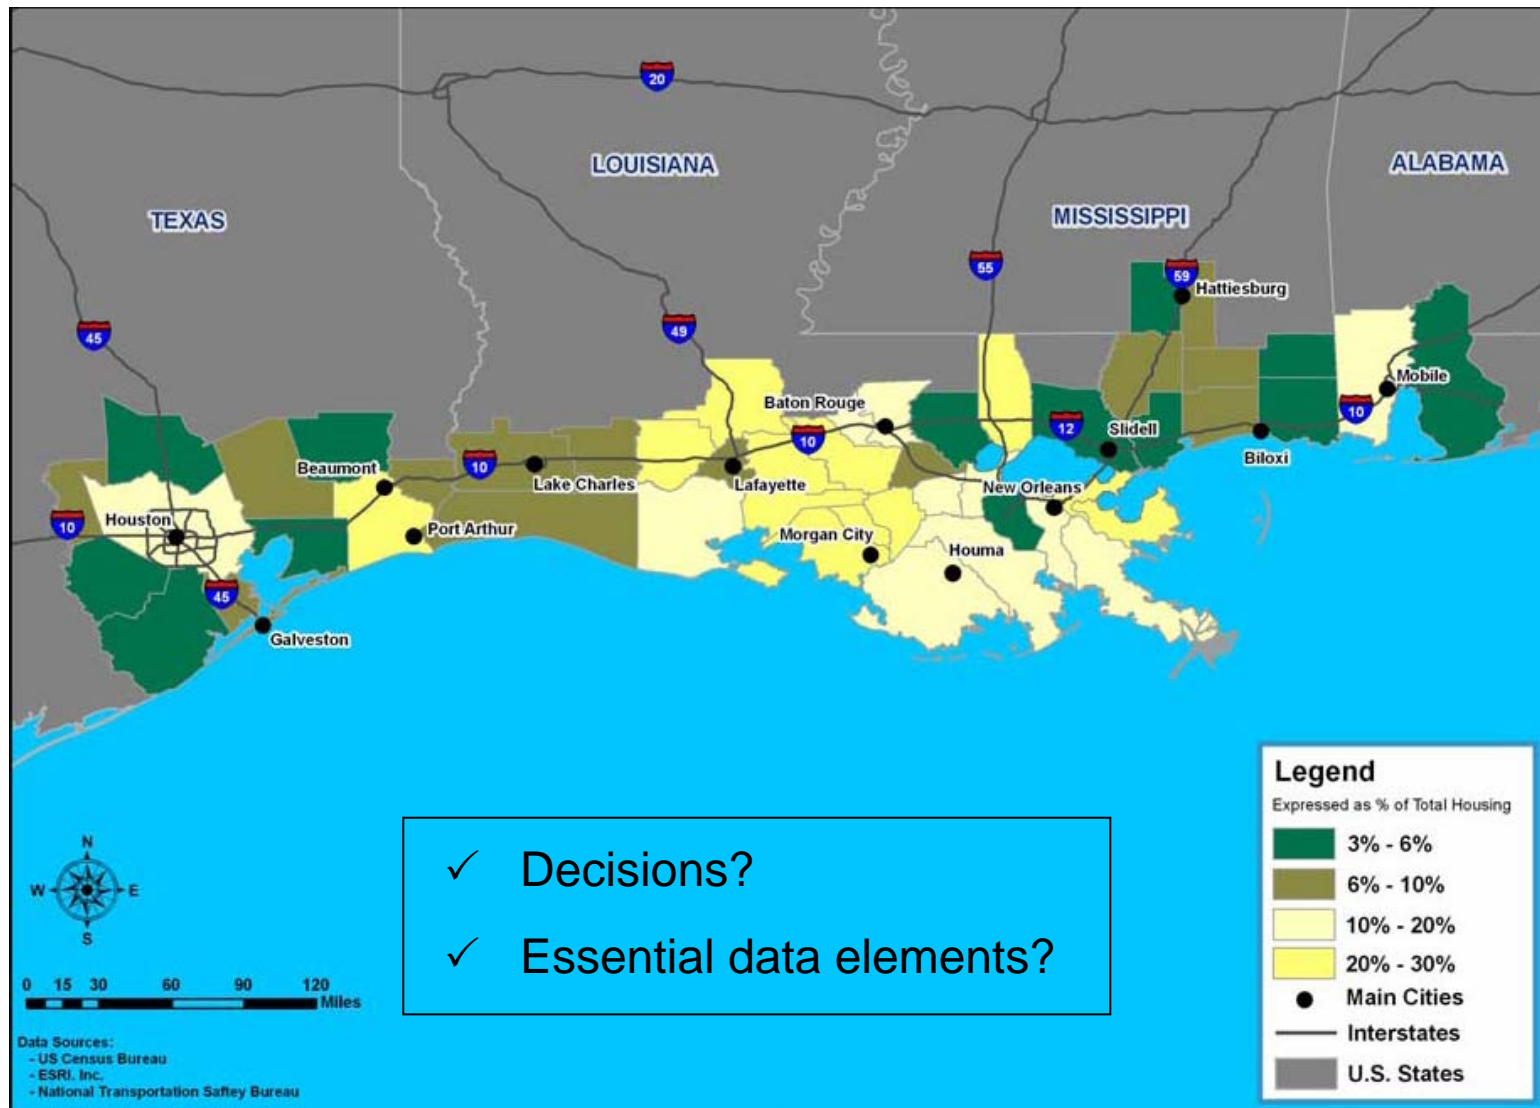 20
LOUISIANA
ALABAMA
TEXAS
MISSISSIPPI
55
59
Hattiesburg
45
49
Mobile
Baton Rouge
10
12
10
Slidell
Beaumont
10
Biloxi
Lake Charles
Lafayette
New Orleans
10
Houston
Port Arthur
Morgan City
Houma
45
Galveston
Legend
Expressed as % of Total Housing
3% - 6%
6% - 10%
10% - 20%
20% - 30%
Main Cities
Interstates
U.S. States
✓ Decisions?
✓ Essential data elements?
N
W E
S
0 15 30 60 90 120
Miles
Data Sources:
- US Census Bureau
- ESRI. Inc.
- National Transportation Saftey Bureau